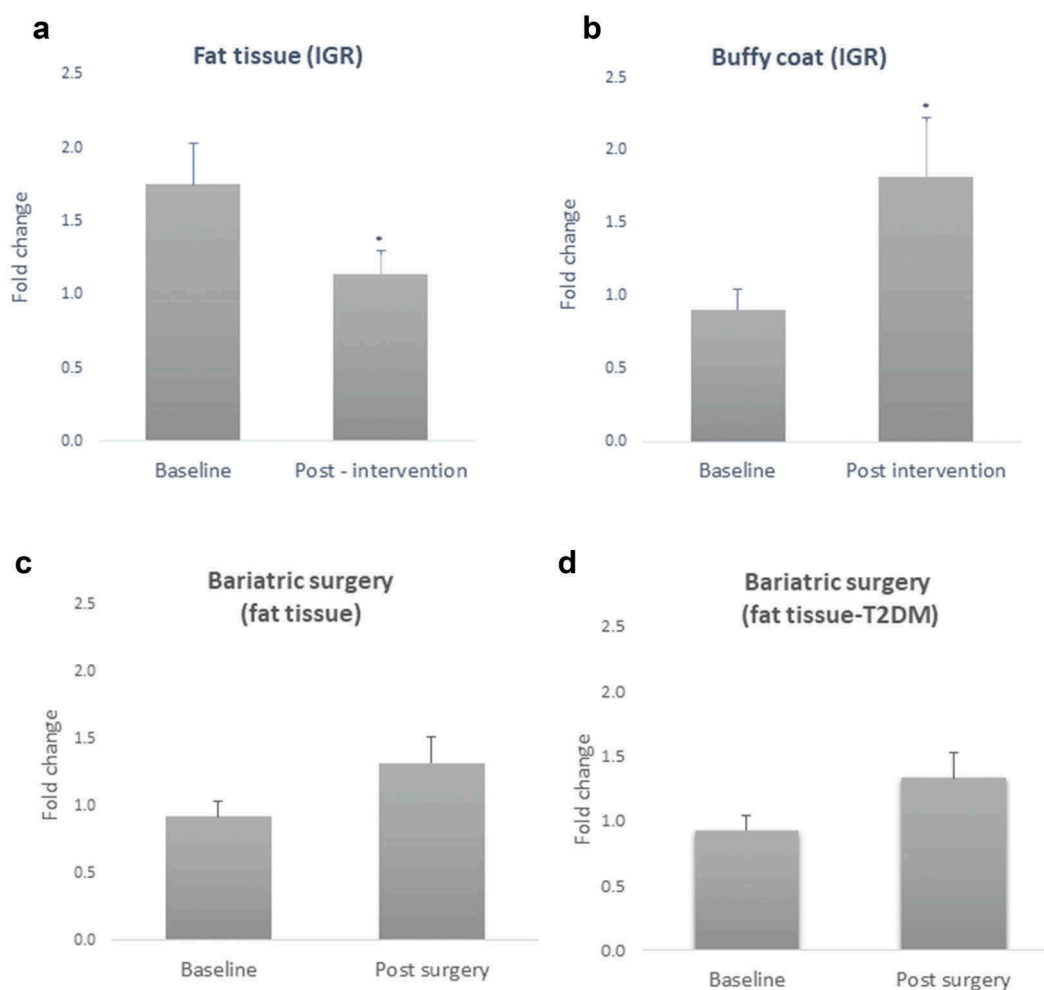 a
Fat tissue (IGR)
2.5
2.0
1.5
1.0
0.5
0.0
Fold change
*
Baseline
Post - intervention
b
Buffy coat (IGR)
2.5
2.0
1.5
1.0
0.5
0.0
Fold change
*
Baseline
Post intervention
c
Bariatric surgery
(fat tissue)
2.5
2.0
1.5
1.0
0.5
0.0
Fold change
Baseline
Post surgery
d
Bariatric surgery
(fat tissue-T2DM)
2.5
2.0
1.5
1.0
0.5
0.0
Fold change
Baseline
Post surgery